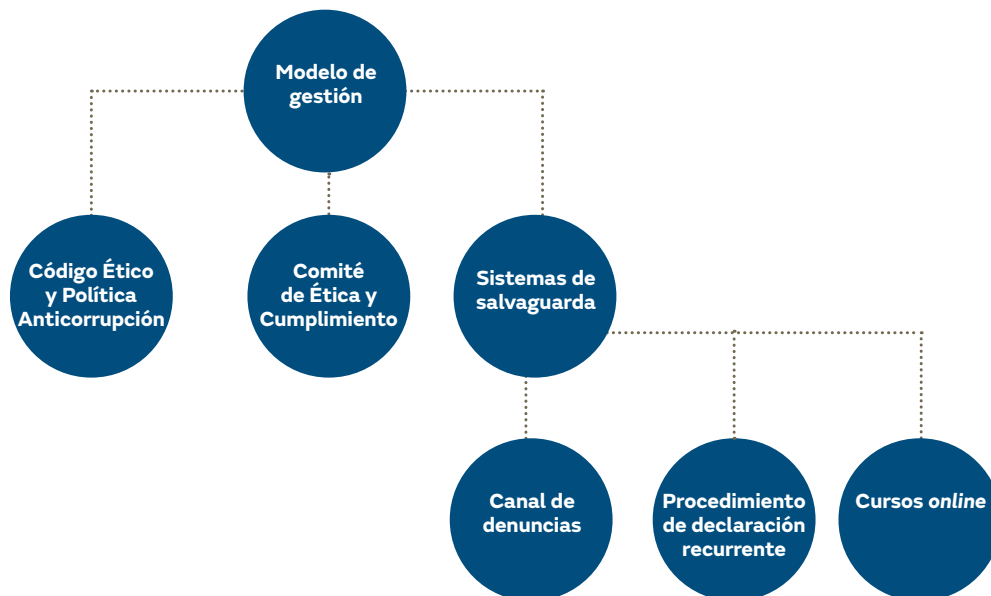 Modelo de
gestión
Código Ético
y Política
Anticorrupción
Comité
de Ética y
Cumplimiento
Sistemas de
salvaguarda
Canal de
denuncias
Procedimiento
de declaración
recurrente
Cursos online